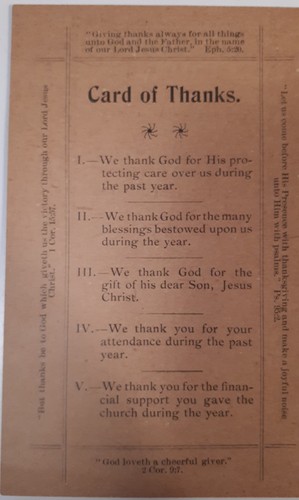 "Giving thanks always for all things
unto God and the Father, in the name
of our Lord Jesus Christ." Eph. 5:20.
Card of Thanks.
I.—We thank God for His pro-
tecting care over us during
the past year.
II.—We thank God for the many
blessings bestowed upon us
during the year.
III.—We thank God for the
gift of his dear Son, Jesus
Christ.
IV.—We thank you for your
attendance during the past
year.
V.—We thank you for the finan-
cial support you gave the
church during the year.
"God loveth a cheerful giver."
2 Cor. 9:7.
"But thanks be to God which giveth us the victory through our Lord Jesus
Christ." 1 Cor. 15:57.
"Let us come before His Presence with thanksgiving and make a joyful noise
unto Him with psalms." Ps. 95:2.